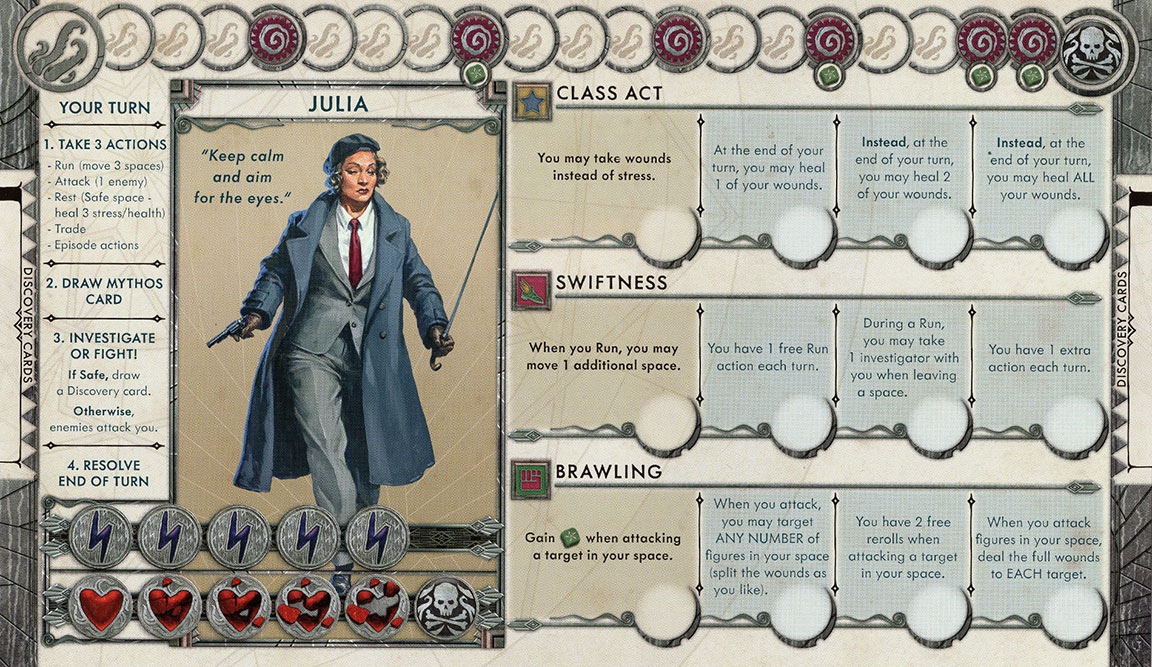 YOUR TURN
1. TAKE 3 ACTIONS
- Run (move 3 spaces)
- Attack (1 enemy)
- Rest (Safe space -
heal 3 stress/health)
- Trade
- Episode actions
2. DRAW MYTHOS
CARD
3. INVESTIGATE
OR FIGHT!
If Safe, draw
a Discovery card.
Otherwise,
enemies attack you.
4. RESOLVE
END OF TURN
DISCOVERY CARDS
JULIA
"Keep calm
and aim
for the eyes."
CLASS ACT
You may take wounds
instead of stress.
At the end of your
turn, you may heal
1 of your wounds.
Instead, at the
end of your turn,
you may heal 2
of your wounds.
Instead, at the
end of your turn,
you may heal ALL
your wounds.
SWIFTNESS
When you Run, you may
move 1 additional space.
You have 1 free Run
action each turn.
During a Run,
you may take
1 investigator with
you when leaving
a space.
You have 1 extra
action each turn.
BRAWLING
Gain when attacking
a target in your space.
When you attack,
you may target
ANY NUMBER of
figures in your space
(split the wounds as
you like).
You have 2 free
rerolls when
attacking a target
in your space.
When you attack
figures in your space,
deal the full wounds
to EACH target.
DISCOVERY CARDS